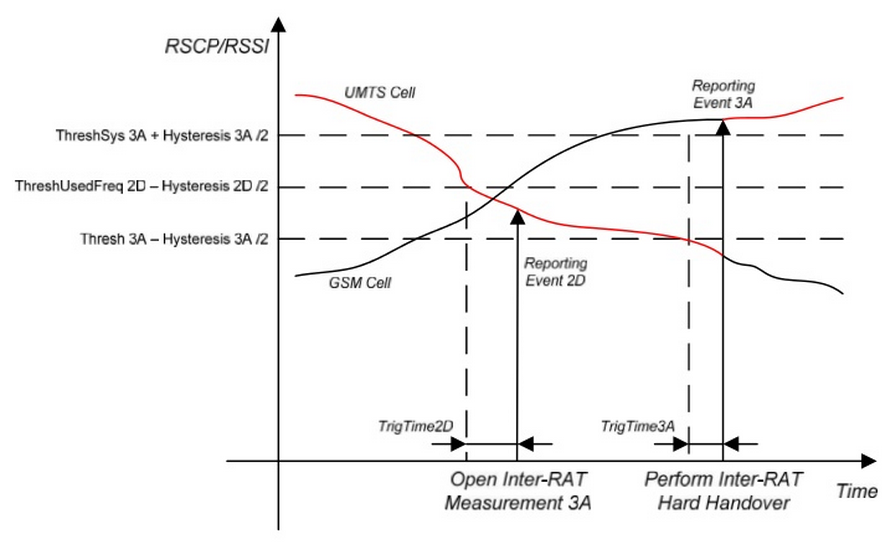 RSCP/RSSI
UMTS Cell
Reporting
Event 3A
ThreshSys 3A + Hysteresis 3A /2
ThreshUsedFreq 2D – Hysteresis 2D /2
Thresh 3A – Hysteresis 3A /2
GSM Cell
Reporting
Event 2D
TrigTime2D
TrigTime3A
Open Inter-RAT
Measurement 3A
Perform Inter-RAT
Hard Handover
Time